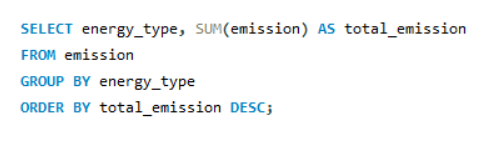 SELECT energy_type, SUM(emission) AS total_emission
FROM emission
GROUP BY energy_type
ORDER BY total_emission DESC;